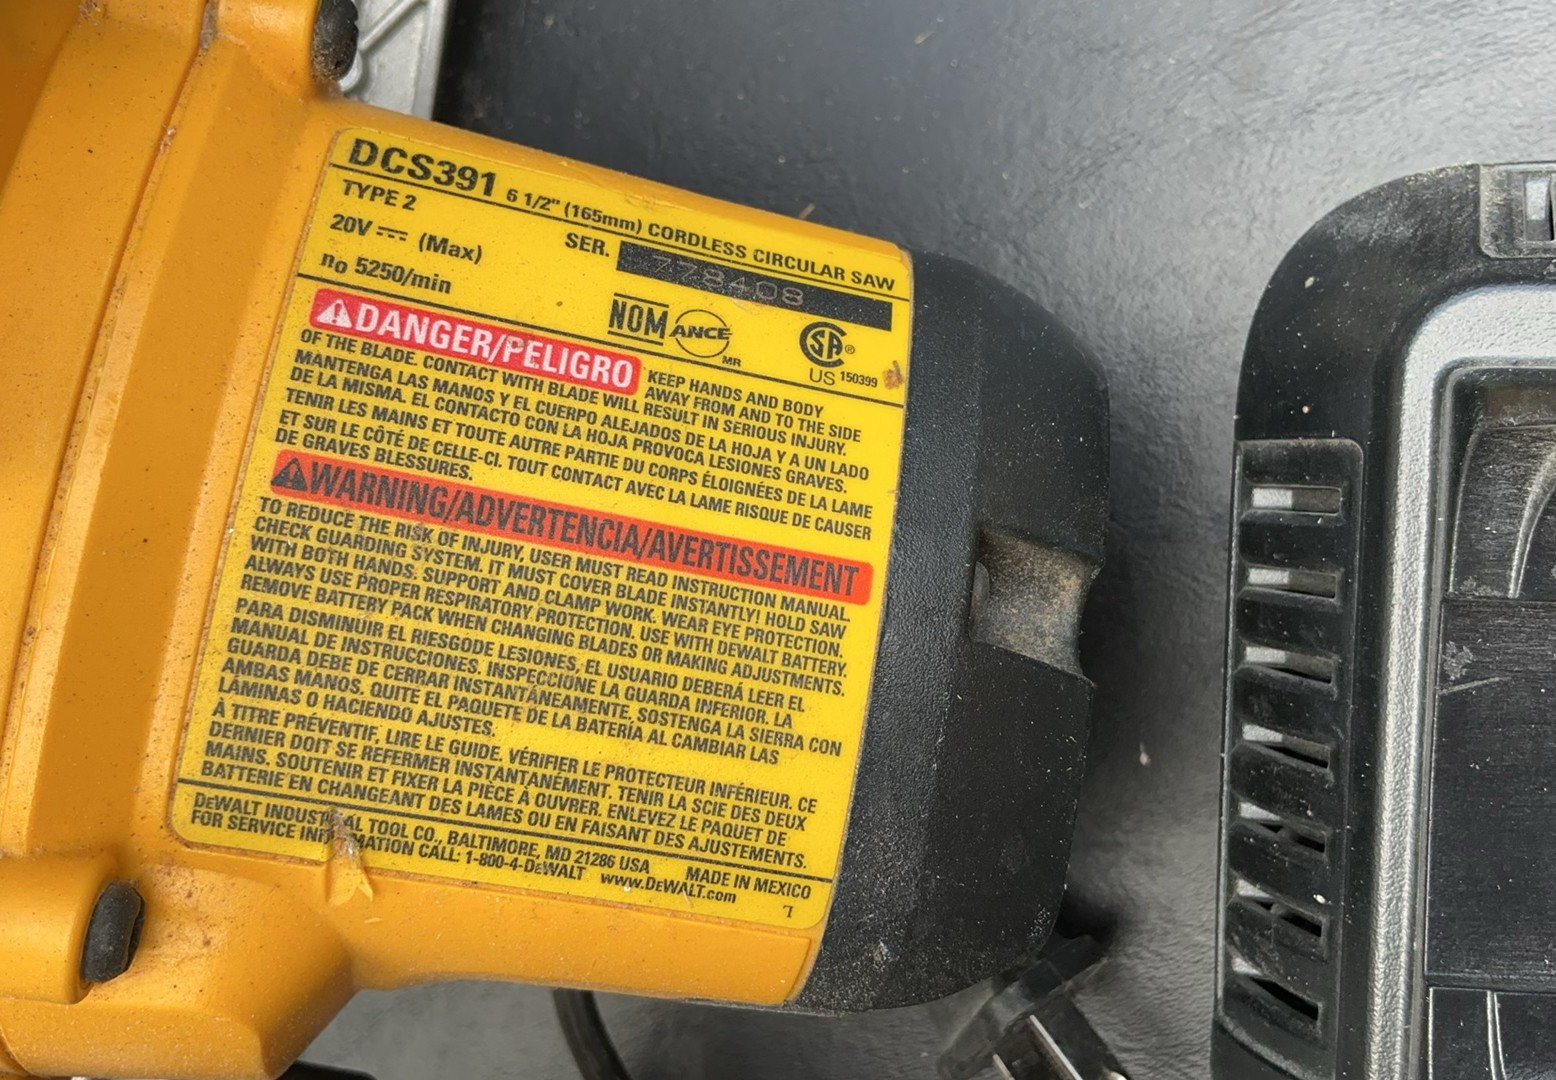 DCS391 6 1/2" (165mm) CORDLESS CIRCULAR SAW
TYPE 2
20V ⎓ (Max)
SER. 778408
n₀ 5250/min
NOM ANCE MR
SA® US 150399
⚠DANGER/PELIGRO KEEP HANDS AND BODY
AWAY FROM AND TO THE SIDE
OF THE BLADE. CONTACT WITH BLADE WILL RESULT IN SERIOUS INJURY.
MANTENGA LAS MANOS Y EL CUERPO ALEJADOS DE LA HOJA Y A UN LADO
DE LA MISMA. EL CONTACTO CON LA HOJA PROVOCA LESIONES GRAVES.
TENIR LES MAINS ET TOUTE AUTRE PARTIE DU CORPS ÉLOIGNÉES DE LA LAME
ET SUR LE CÔTÉ DE CELLE-CI. TOUT CONTACT AVEC LA LAME RISQUE DE CAUSER
DE GRAVES BLESSURES.
⚠WARNING/ADVERTENCIA/AVERTISSEMENT
TO REDUCE THE RISK OF INJURY, USER MUST READ INSTRUCTION MANUAL.
CHECK GUARDING SYSTEM. IT MUST COVER BLADE INSTANTLY! HOLD SAW
WITH BOTH HANDS. SUPPORT AND CLAMP WORK. WEAR EYE PROTECTION.
ALWAYS USE PROPER RESPIRATORY PROTECTION. USE WITH DEWALT BATTERY.
REMOVE BATTERY PACK WHEN CHANGING BLADES OR MAKING ADJUSTMENTS.
PARA DISMINUIR EL RIESGODE LESIONES, EL USUARIO DEBERÁ LEER EL
MANUAL DE INSTRUCCIONES. INSPECCIONE LA GUARDA INFERIOR. LA
GUARDA DEBE DE CERRAR INSTANTÁNEAMENTE, SOSTENGA LA SIERRA CON
AMBAS MANOS. QUITE EL PAQUETE DE LA BATERÍA AL CAMBIAR LAS
LÁMINAS O HACIENDO AJUSTES.
À TITRE PRÉVENTIF, LIRE LE GUIDE. VÉRIFIER LE PROTECTEUR INFÉRIEUR. CE
DERNIER DOIT SE REFERMER INSTANTANÉMENT. TENIR LA SCIE DES DEUX
MAINS. SOUTENIR ET FIXER LA PIÈCE À OUVRER. ENLEVEZ LE PAQUET DE
BATTERIE EN CHANGEANT DES LAMES OU EN FAISANT DES AJUSTEMENTS.
DEWALT INDUSTRIAL TOOL CO., BALTIMORE, MD 21286 USA MADE IN MEXICO
FOR SERVICE INFORMATION CALL: 1-800-4-DEWALT www.DEWALT.com